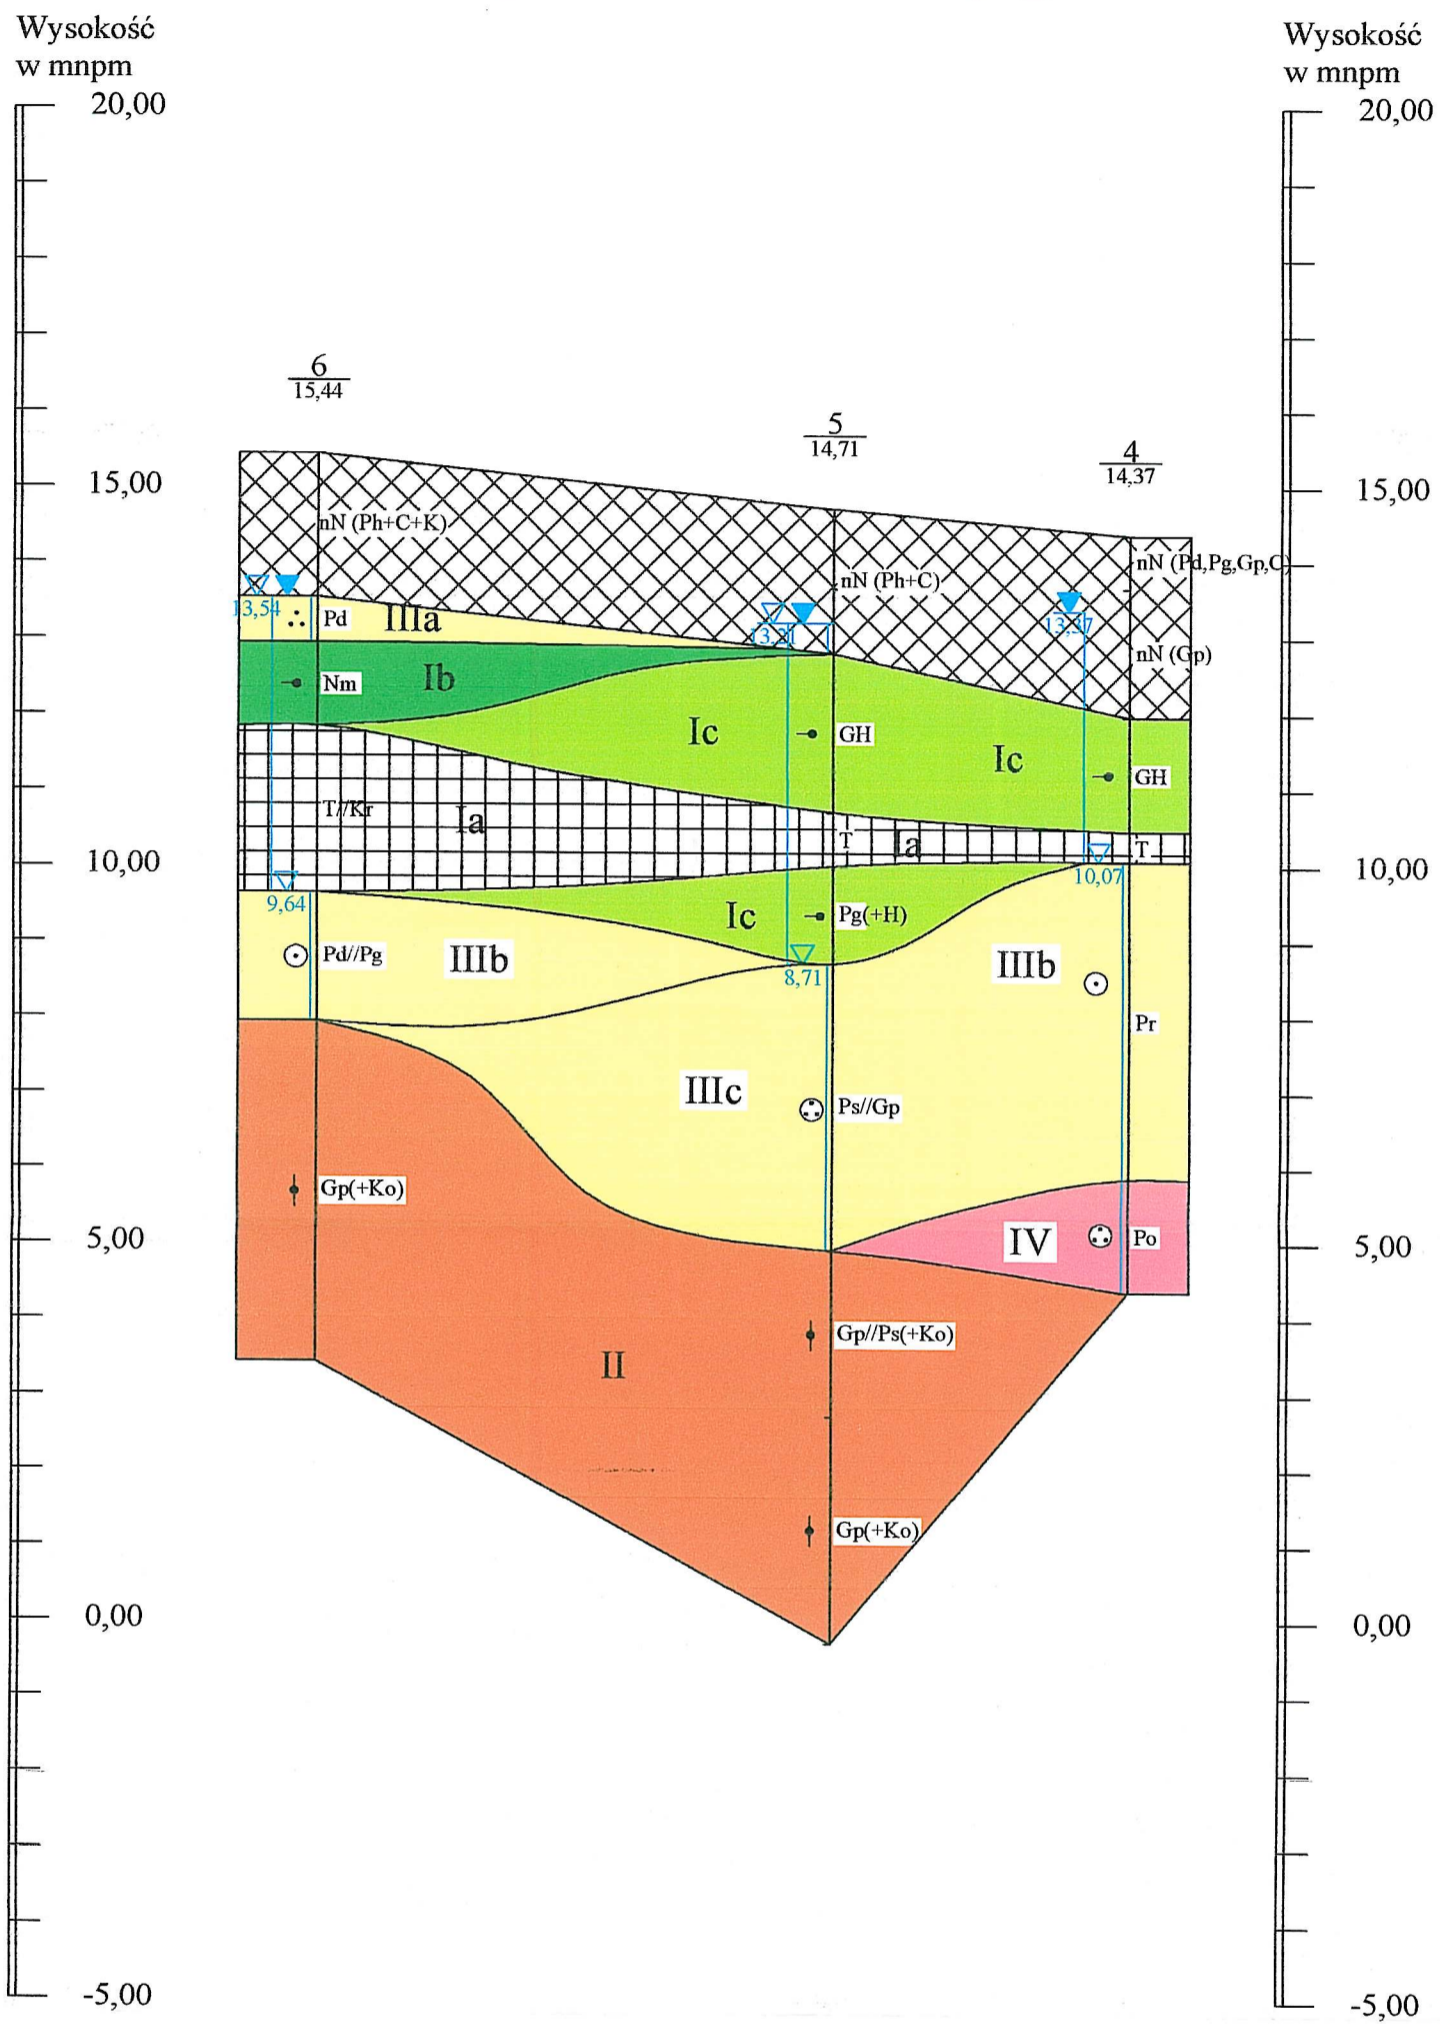 Wysokość
w mnpm
Wysokość
w mnpm
20,00
20,00
6
15,44
5
14,71
4
14,37
15,00
15,00
nN (Ph+C+K)
nN (Pd,Pg,Gp,C)
nN (Ph+C)
13,54
Pd
IIIa
13,21
13,37
nN (Gp)
Ib
Nm
Ic
GH
Ic
GH
T//Kr
Ia
T
Ia
T
10,00
10,00
10,07
9,64
Ic
Pg(+H)
Pd//Pg
IIIb
IIIb
8,71
Pr
IIIc
Ps//Gp
Gp(+Ko)
5,00
IV
Po
5,00
Gp//Ps(+Ko)
II
Gp(+Ko)
0,00
0,00
-5,00
-5,00